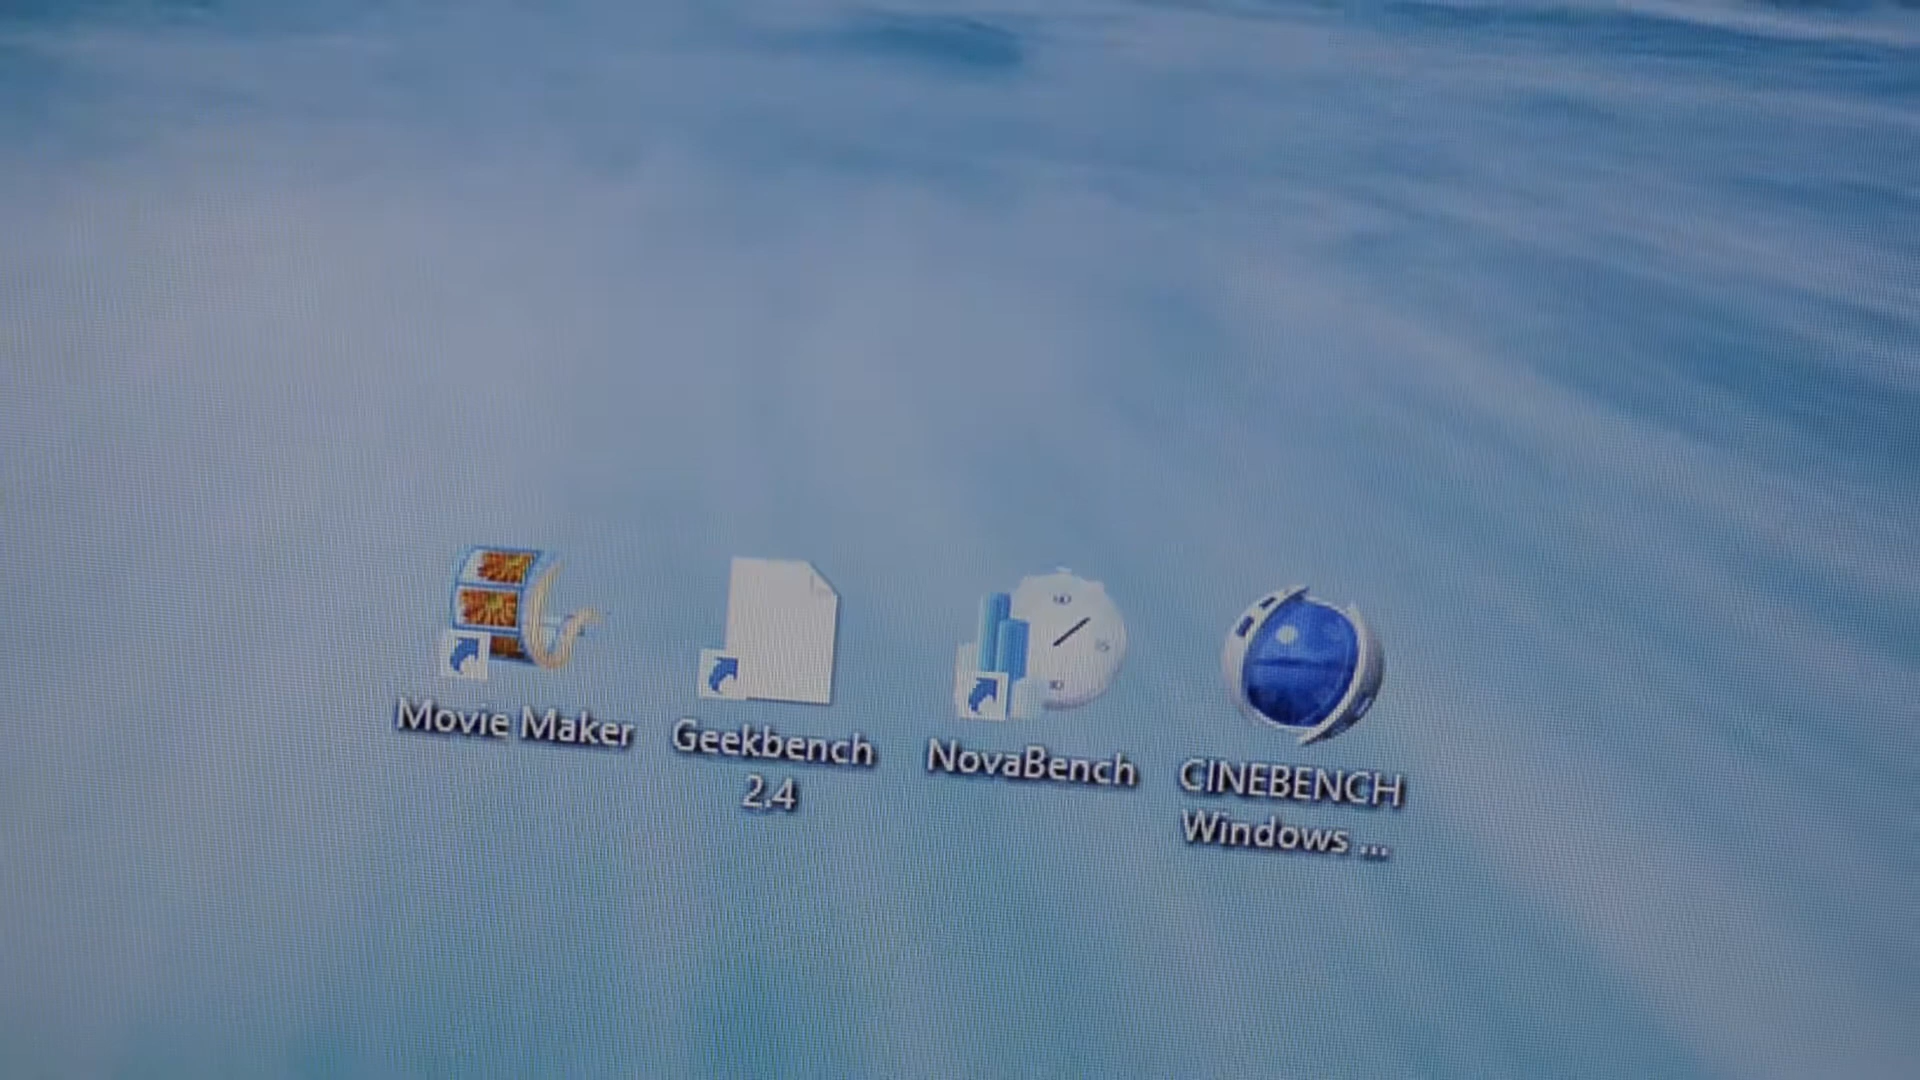 Movie Maker
Geekbench
2.4
NovaBench
CINEBENCH
Windows ...